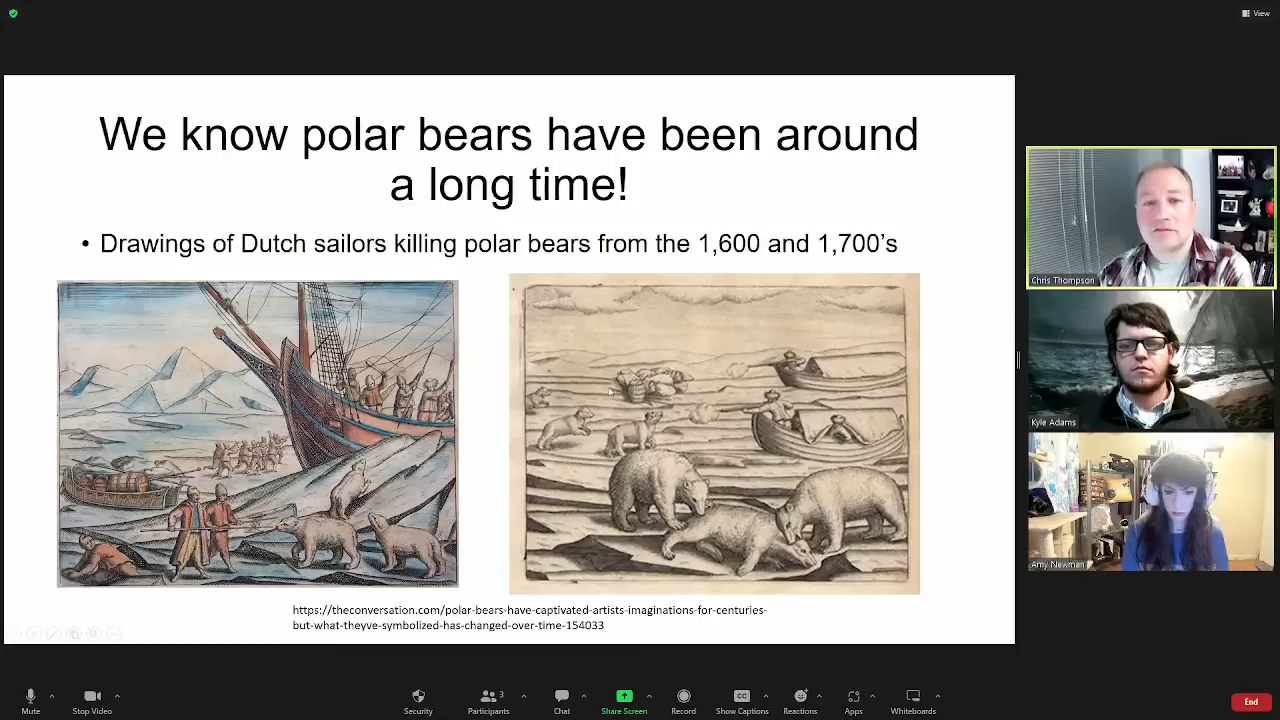 View
We know polar bears have been around
a long time!
• Drawings of Dutch sailors killing polar bears from the 1,600 and 1,700's
https://theconversation.com/polar-bears-have-captivated-artists-imaginations-for-centuries-
but-what-theyve-symbolized-has-changed-over-time-154033
Chris Thompson
Kyle Adams
Amy Newman
Mute
Stop Video
Security
Participants
3
Chat
Share Screen
Record
CC
Show Captions
Reactions
Apps
Whiteboards
End